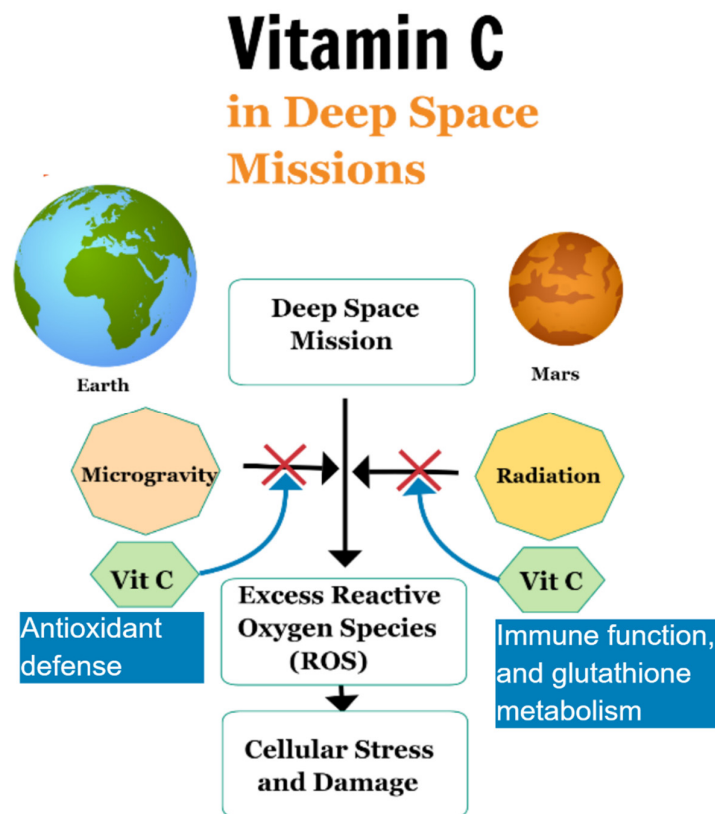 Vitamin C
in Deep Space
Missions
Earth
Deep Space
Mission
Mars
Microgravity
Radiation
Vit C
Antioxidant
defense
Vit C
Immune function,
and glutathione
metabolism
Excess Reactive
Oxygen Species
(ROS)
Cellular Stress
and Damage